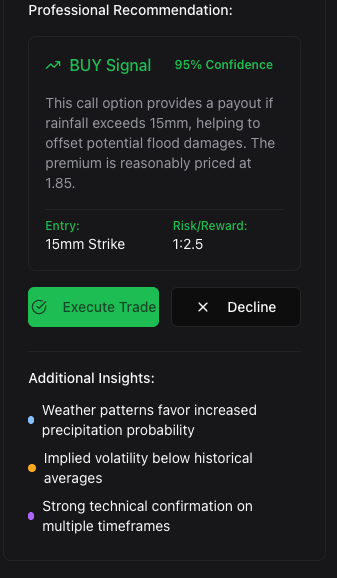 Professional Recommendation:
BUY Signal
95% Confidence
This call option provides a payout if
rainfall exceeds 15mm, helping to
offset potential flood damages. The
premium is reasonably priced at
1.85.
Entry:
Risk/Reward:
15mm Strike
1:2.5
Execute Trade
Decline
Additional Insights:
Weather patterns favor increased
precipitation probability
Implied volatility below historical
averages
Strong technical confirmation on
multiple timeframes